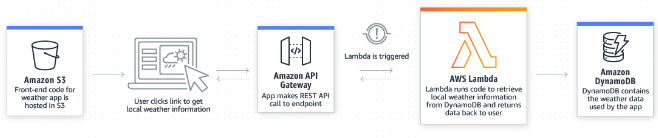 Amazon S3
Front-end code for
weather app is
hosted in S3
User clicks link to get
local weather information
Amazon API
Gateway
App makes REST API
call to endpoint
Lambda is triggered
AWS Lambda
Lambda runs code to retrieve
local weather information
from DynamoDB and returns
data back to user
Amazon
DynamoDB
DynamoDB contains
the weather data
used by the app